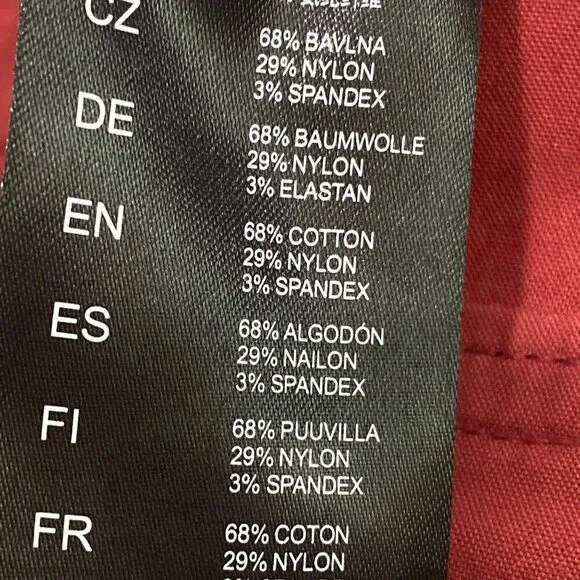 CZ 68% BAVLNA
29% NYLON
3% SPANDEX
DE 68% BAUMWOLLE
29% NYLON
3% ELASTAN
EN 68% COTTON
29% NYLON
3% SPANDEX
ES 68% ALGODÓN
29% NAILON
3% SPANDEX
FI 68% PUUVILLA
29% NYLON
3% SPANDEX
FR 68% COTON
29% NYLON